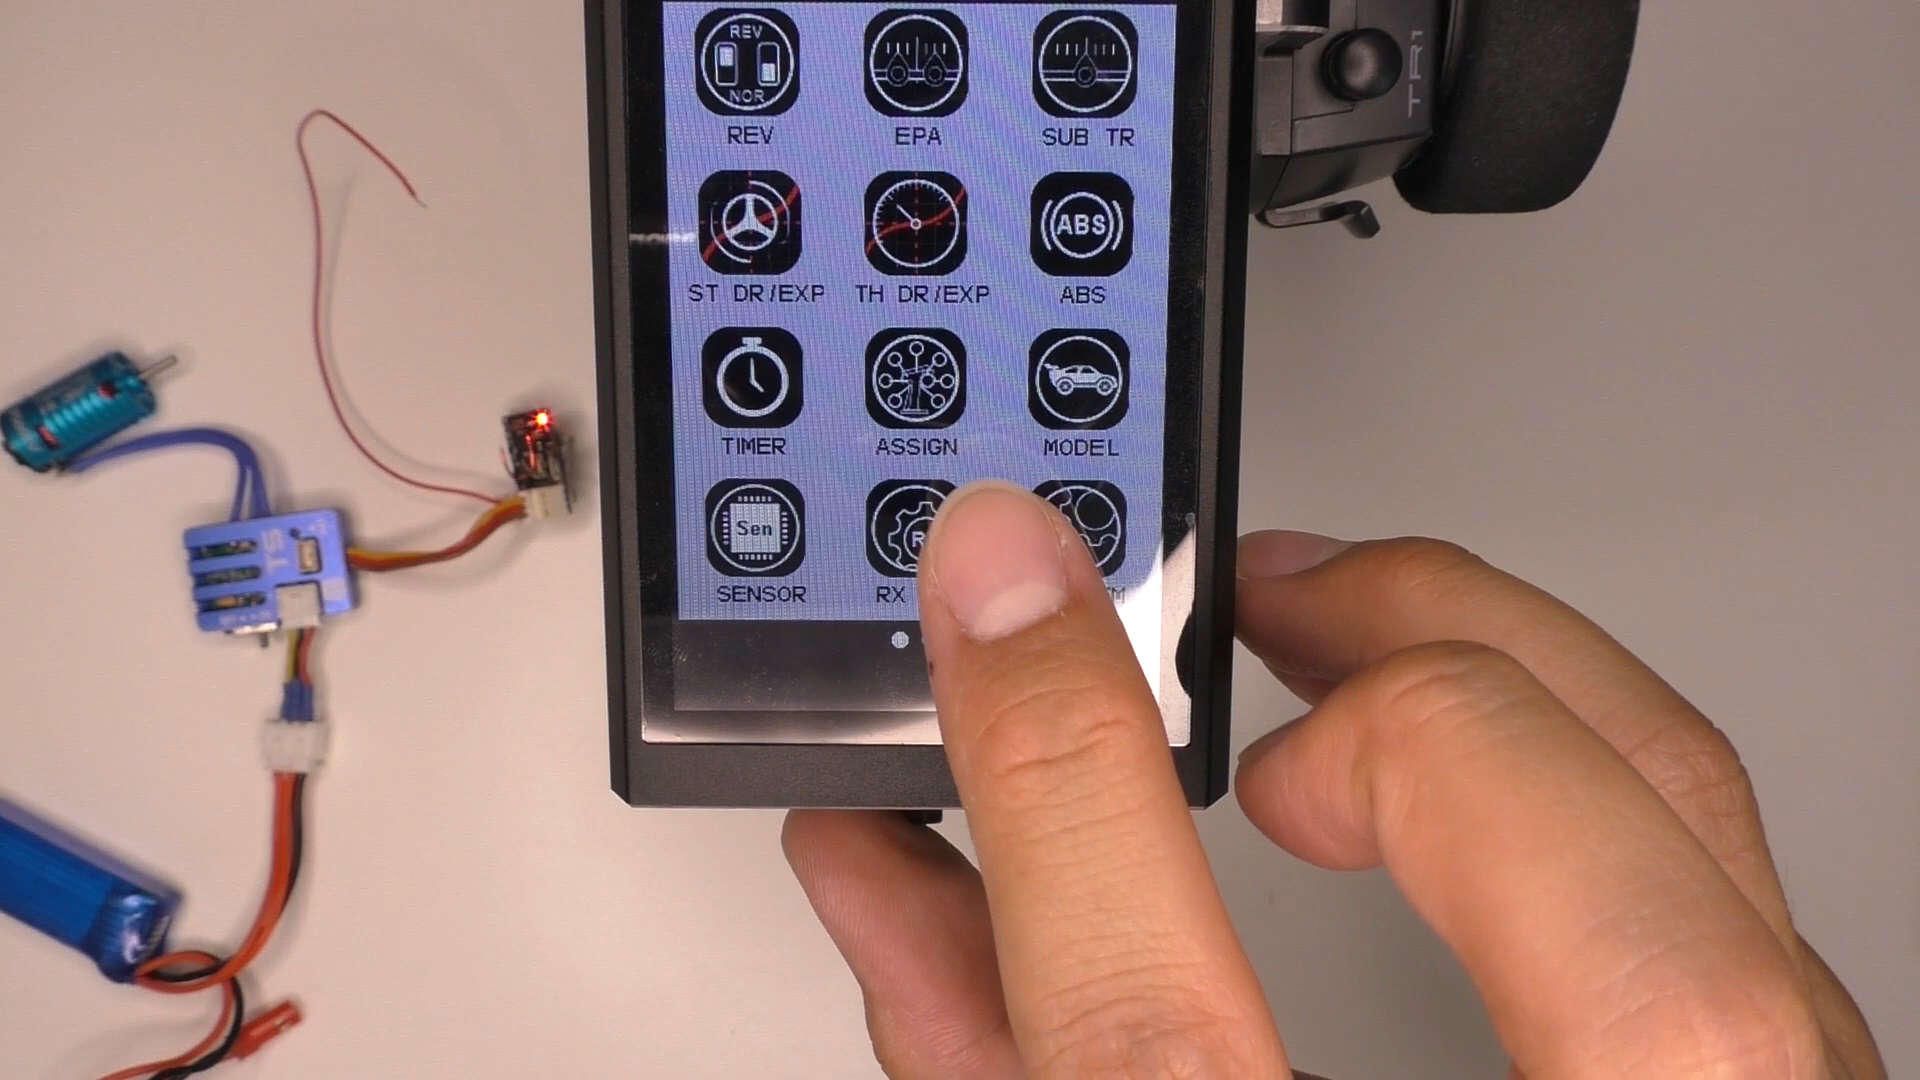 REV
NOR
REV
EPA
SUB TR
ST DR/EXP
TH DR/EXP
ABS
ABS
TIMER
ASSIGN
MODEL
Sen
SENSOR
RX
TR1
TS